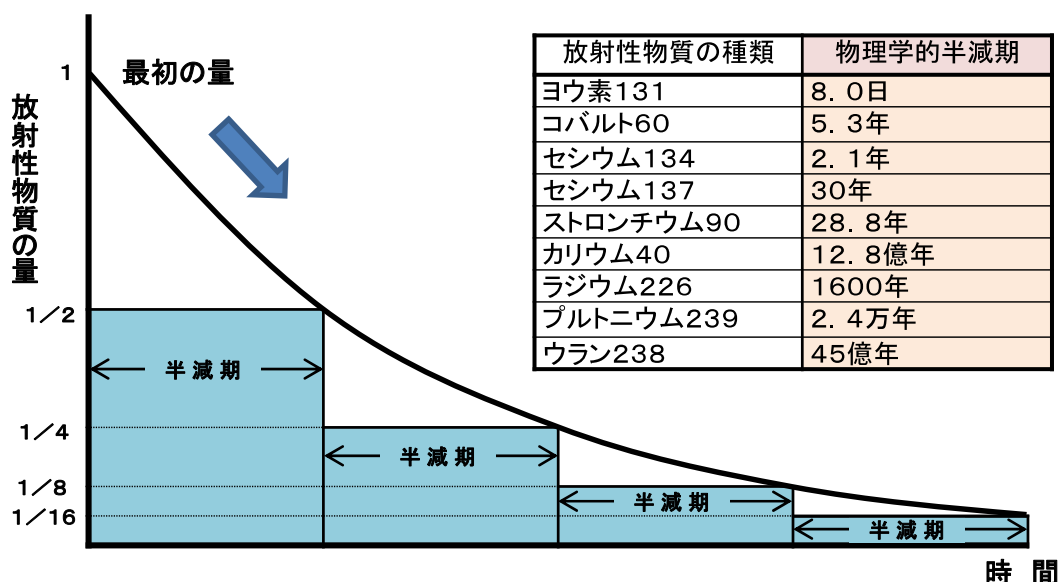 1
最初の量
放射性物質の量
1/2
1/4
1/8
1/16
半減期
半減期
半減期
半減期
時 間
放射性物質の種類 物理学的半減期
ヨウ素131 8.0日
コバルト60 5.3年
セシウム134 2.1年
セシウム137 30年
ストロンチウム90 28.8年
カリウム40 12.8億年
ラジウム226 1600年
プルトニウム239 2.4万年
ウラン238 45億年